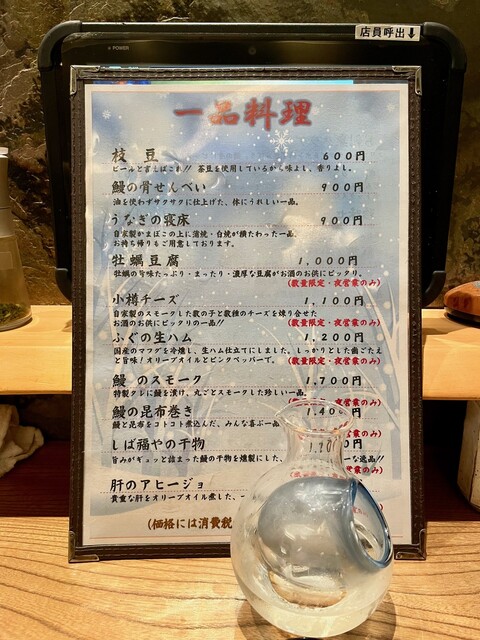 POWER
店員呼出↓
一品料理
枝豆 600円
ビールと言えばこれ!! 茶豆を使用しているから味よし、香りよし。
鰻の骨せんべい 900円
油を使わずサクサクに仕上げた、体にうれしい一品。
うなぎの寝床 900円
自家製かまぼこの上に蒲焼・白焼が横たわった一品。
お持ち帰りもご用意しております。
牡蠣豆腐 1,000円
牡蠣の旨味たっぷり・まったり・濃厚な豆腐がお酒のお供にピッタリ。
(数量限定・夜営業のみ)
小樽チーズ 1,100円
自家製のスモークした数の子と数種のチーズを練り合せた
お酒のお供にピッタリの一品!!
(数量限定・夜営業のみ)
ふぐの生ハム 1,200円
国産のマフグを冷燻し、生ハム仕立てにしました。しっかりとした歯ごたえ
と旨味!オリーブオイルとピンクペッパーで。
(数量限定・夜営業のみ)
鰻のスモーク 1,700円
特製タレに鰻を漬け、丸ごとスモークした珍しい一品。
鰻の昆布巻き 1,400円
鰻と昆布をコトコト煮込んだ、みんな喜ぶ一品
業のみ)
しば福やの干物 1,200円
旨みがギュッと詰まった鰻の干物を燻製にした、 ーな逸品!!
肝のアヒージョ
貴重な肝をオリーブオイル煮した、
(価格には消費税